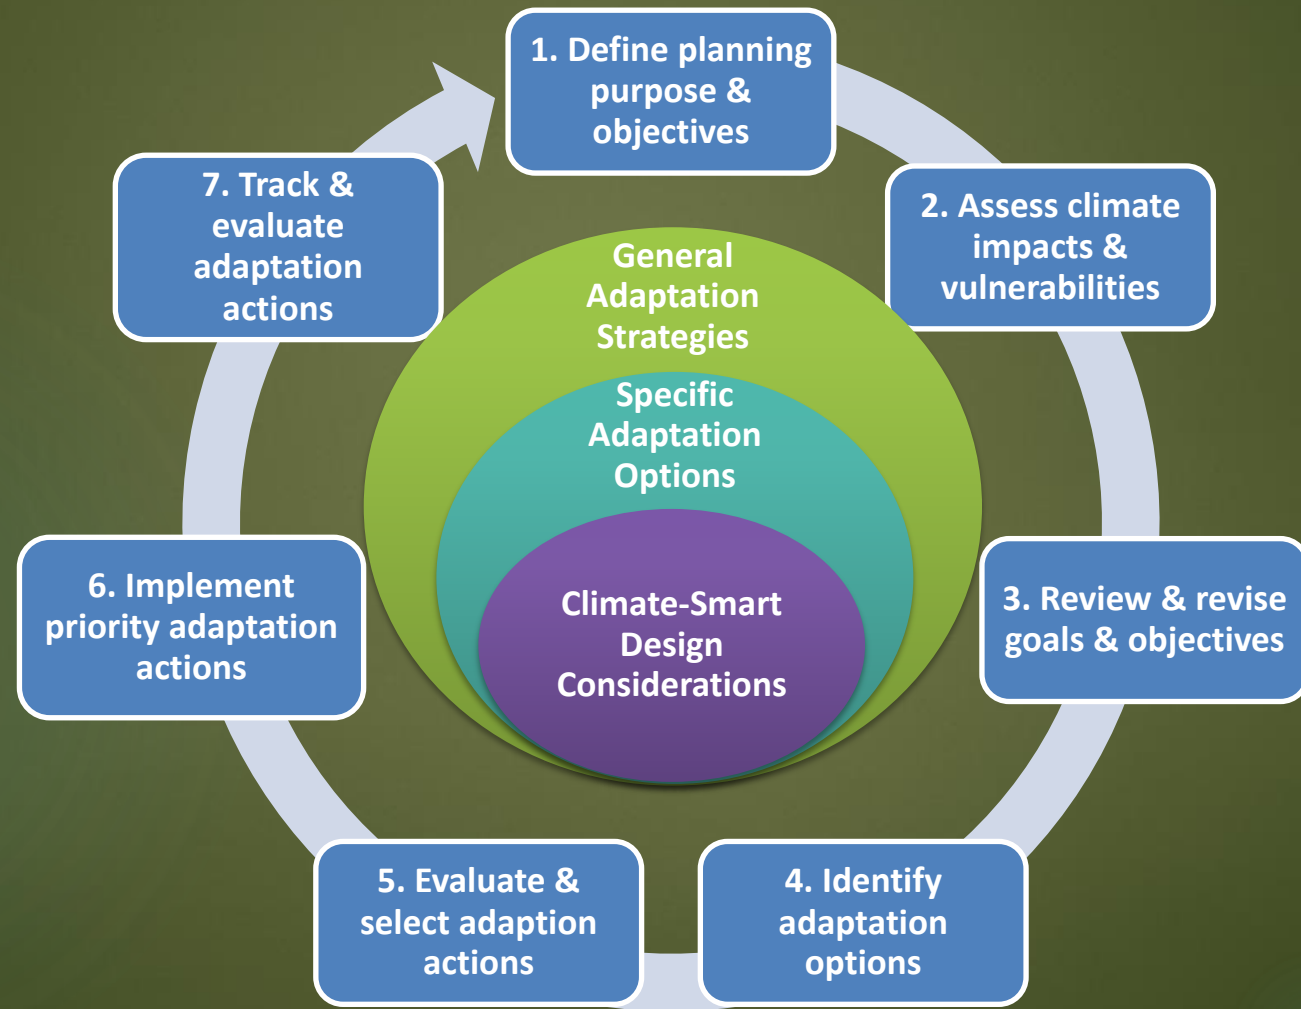 1. Define planning
purpose &
objectives
2. Assess climate
impacts &
vulnerabilities
3. Review & revise
goals & objectives
4. Identify
adaptation
options
5. Evaluate &
select adaption
actions
6. Implement
priority adaptation
actions
7. Track &
evaluate
adaptation
actions
General
Adaptation
Strategies
Specific
Adaptation
Options
Climate-Smart
Design
Considerations